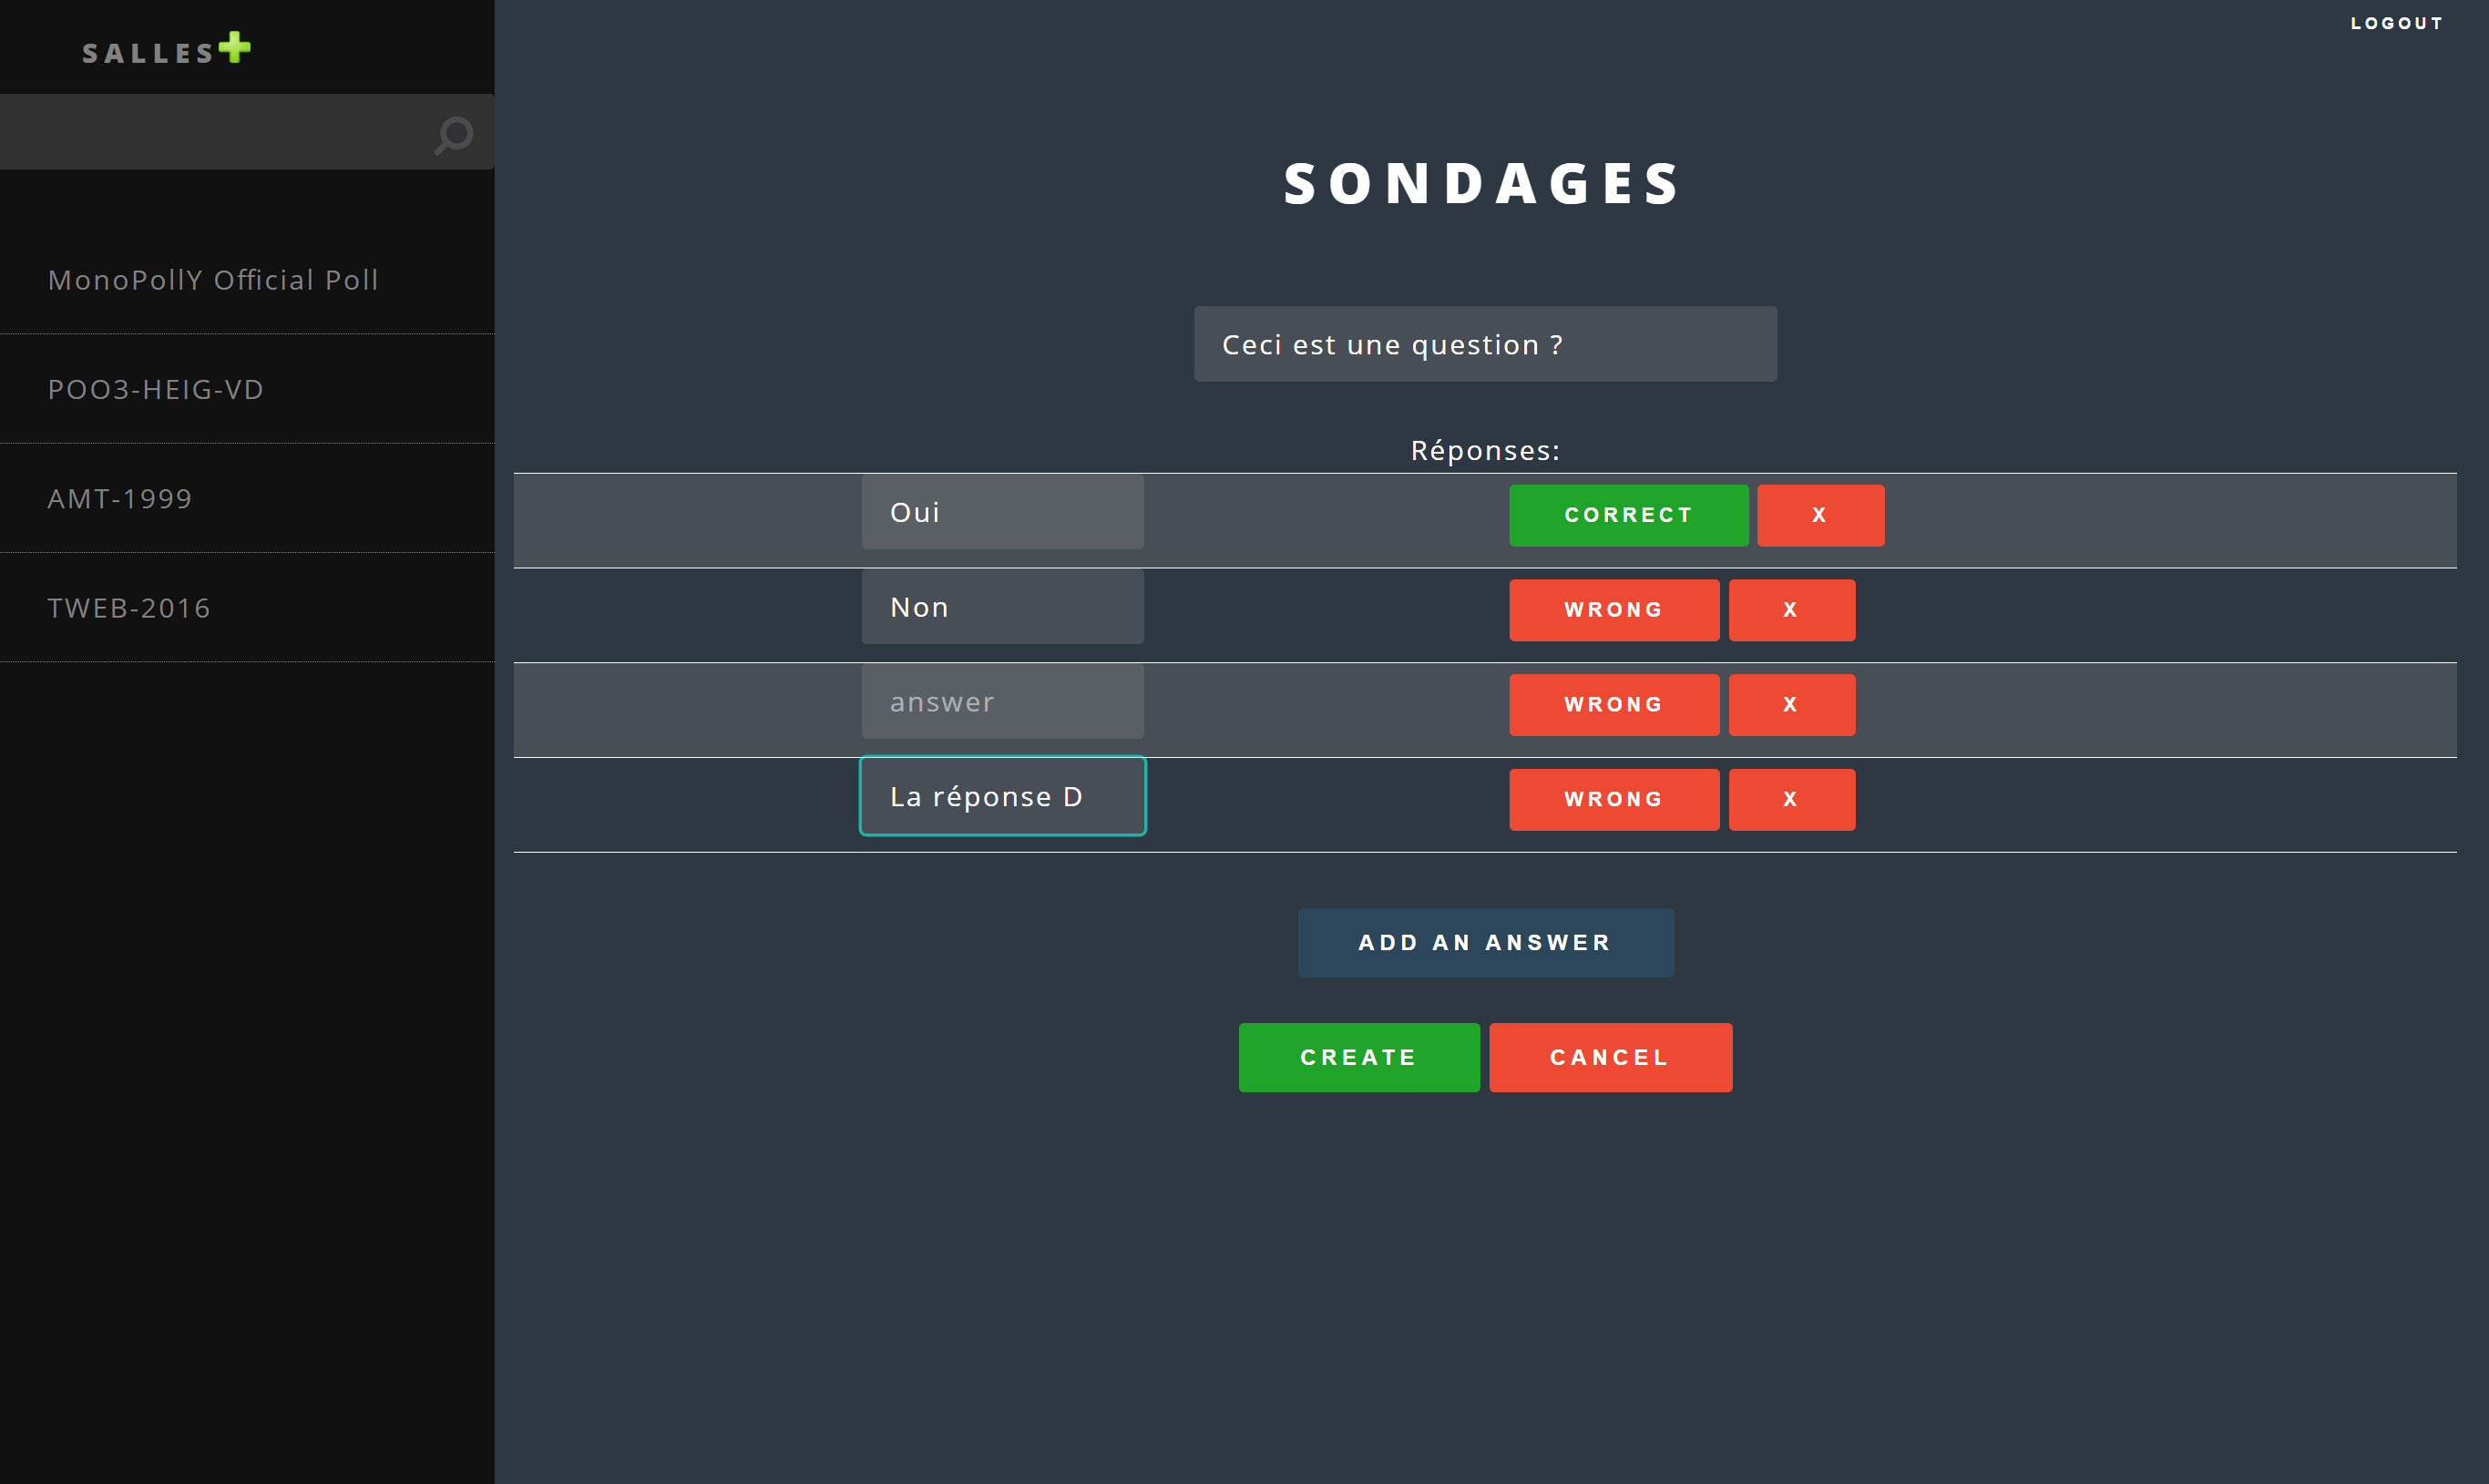 SALLES
LOGOUT
MonoPollY Official Poll
POO3-HEIG-VD
AMT-1999
TWEB-2016
SONDAGES
Ceci est une question ?
Réponses:
Oui CORRECT X
Non WRONG X
answer WRONG X
La réponse D WRONG X
ADD AN ANSWER
CREATE CANCEL